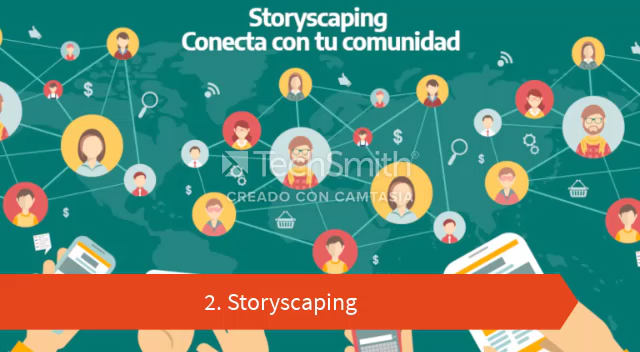 Storyscaping
Conecta con tu comunidad
TechSmith®
CREADO CON CAMTASIA
2. Storyscaping